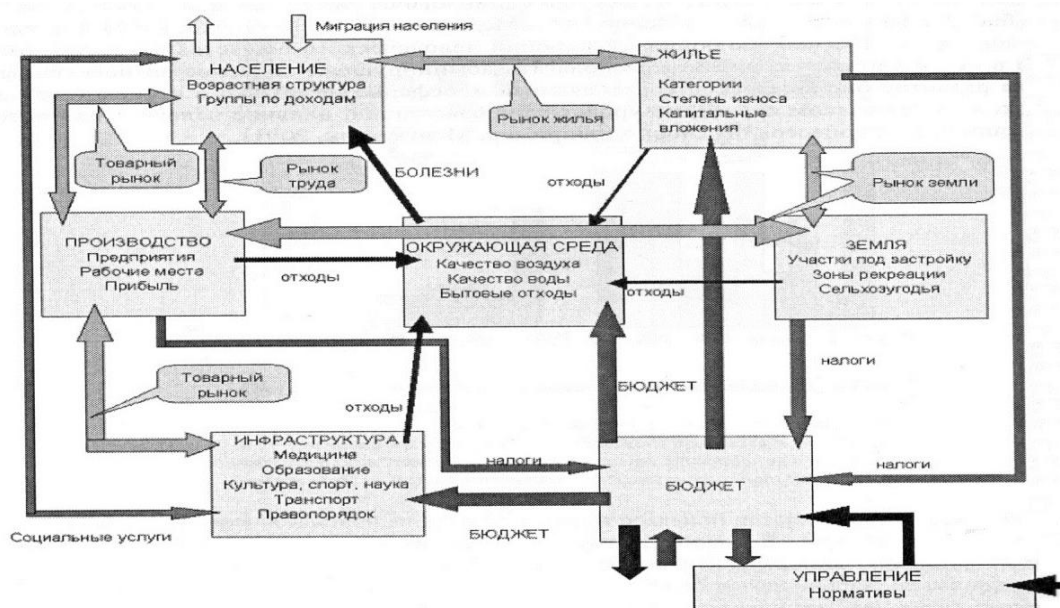 Миграция населения
НАСЕЛЕНИЕ
Возрастная структура
Группы по доходам
ЖИЛЬЕ
Категории
Степень износа
Капитальные
вложения
Рынок жилья
Товарный
рынок
Рынок
труда
БОЛЕЗНИ
отходы
Рынок земли
ПРОИЗВОДСТВО
Предприятия
Рабочие места
Прибыль
отходы
ОКРУЖАЮЩАЯ СРЕДА
Качество воздуха
Качество воды
Бытовые отходы
отходы
ЗЕМЛЯ
Участки под застройку
Зоны рекреации
Сельхозугодья
налоги
Товарный
рынок
отходы
БЮДЖЕТ
ИНФРАСТРУКТУРА
Медицина
Образование
Культура, спорт, наука
Транспорт
Правопорядок
налоги
БЮДЖЕТ
налоги
Социальные услуги
БЮДЖЕТ
УПРАВЛЕНИЕ
Нормативы